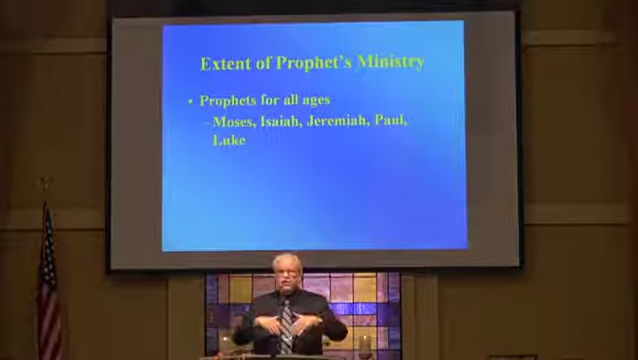 Extent of Prophet's Ministry
• Prophets for all ages
– Moses, Isaiah, Jeremiah, Paul,
Luke